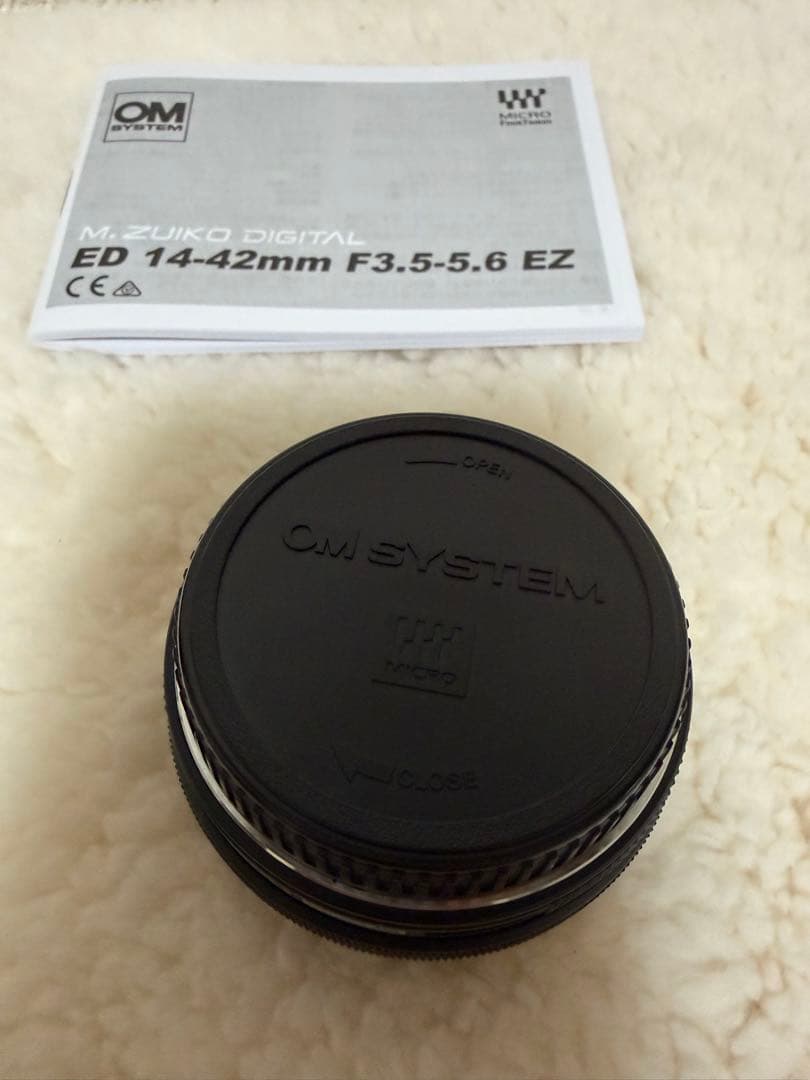 OM
SYSTEM
MICRO
FOURTHIRDS
M. ZUIKO DIGITAL
ED 14-42mm F3.5-5.6 EZ
CE
OPEN
OM SYSTEM
MICRO
CLOSE